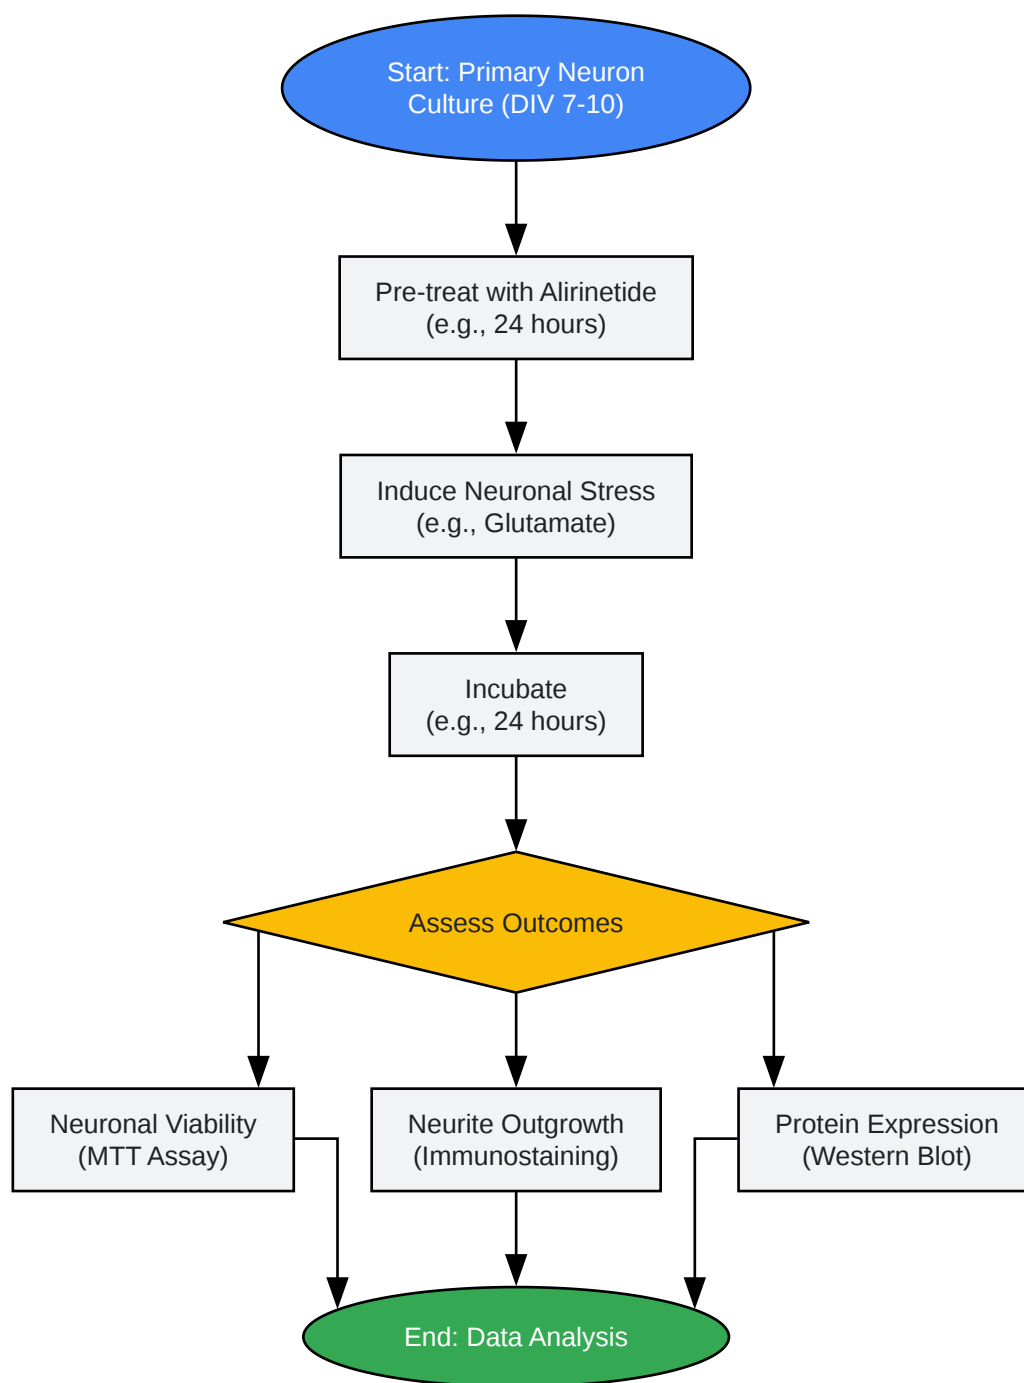 Start: Primary Neuron
Culture (DIV 7-10)
Pre-treat with Alirinetide
(e.g., 24 hours)
Induce Neuronal Stress
(e.g., Glutamate)
Incubate
(e.g., 24 hours)
Assess Outcomes
Neuronal Viability
(MTT Assay)
Neurite Outgrowth
(Immunostaining)
Protein Expression
(Western Blot)
End: Data Analysis